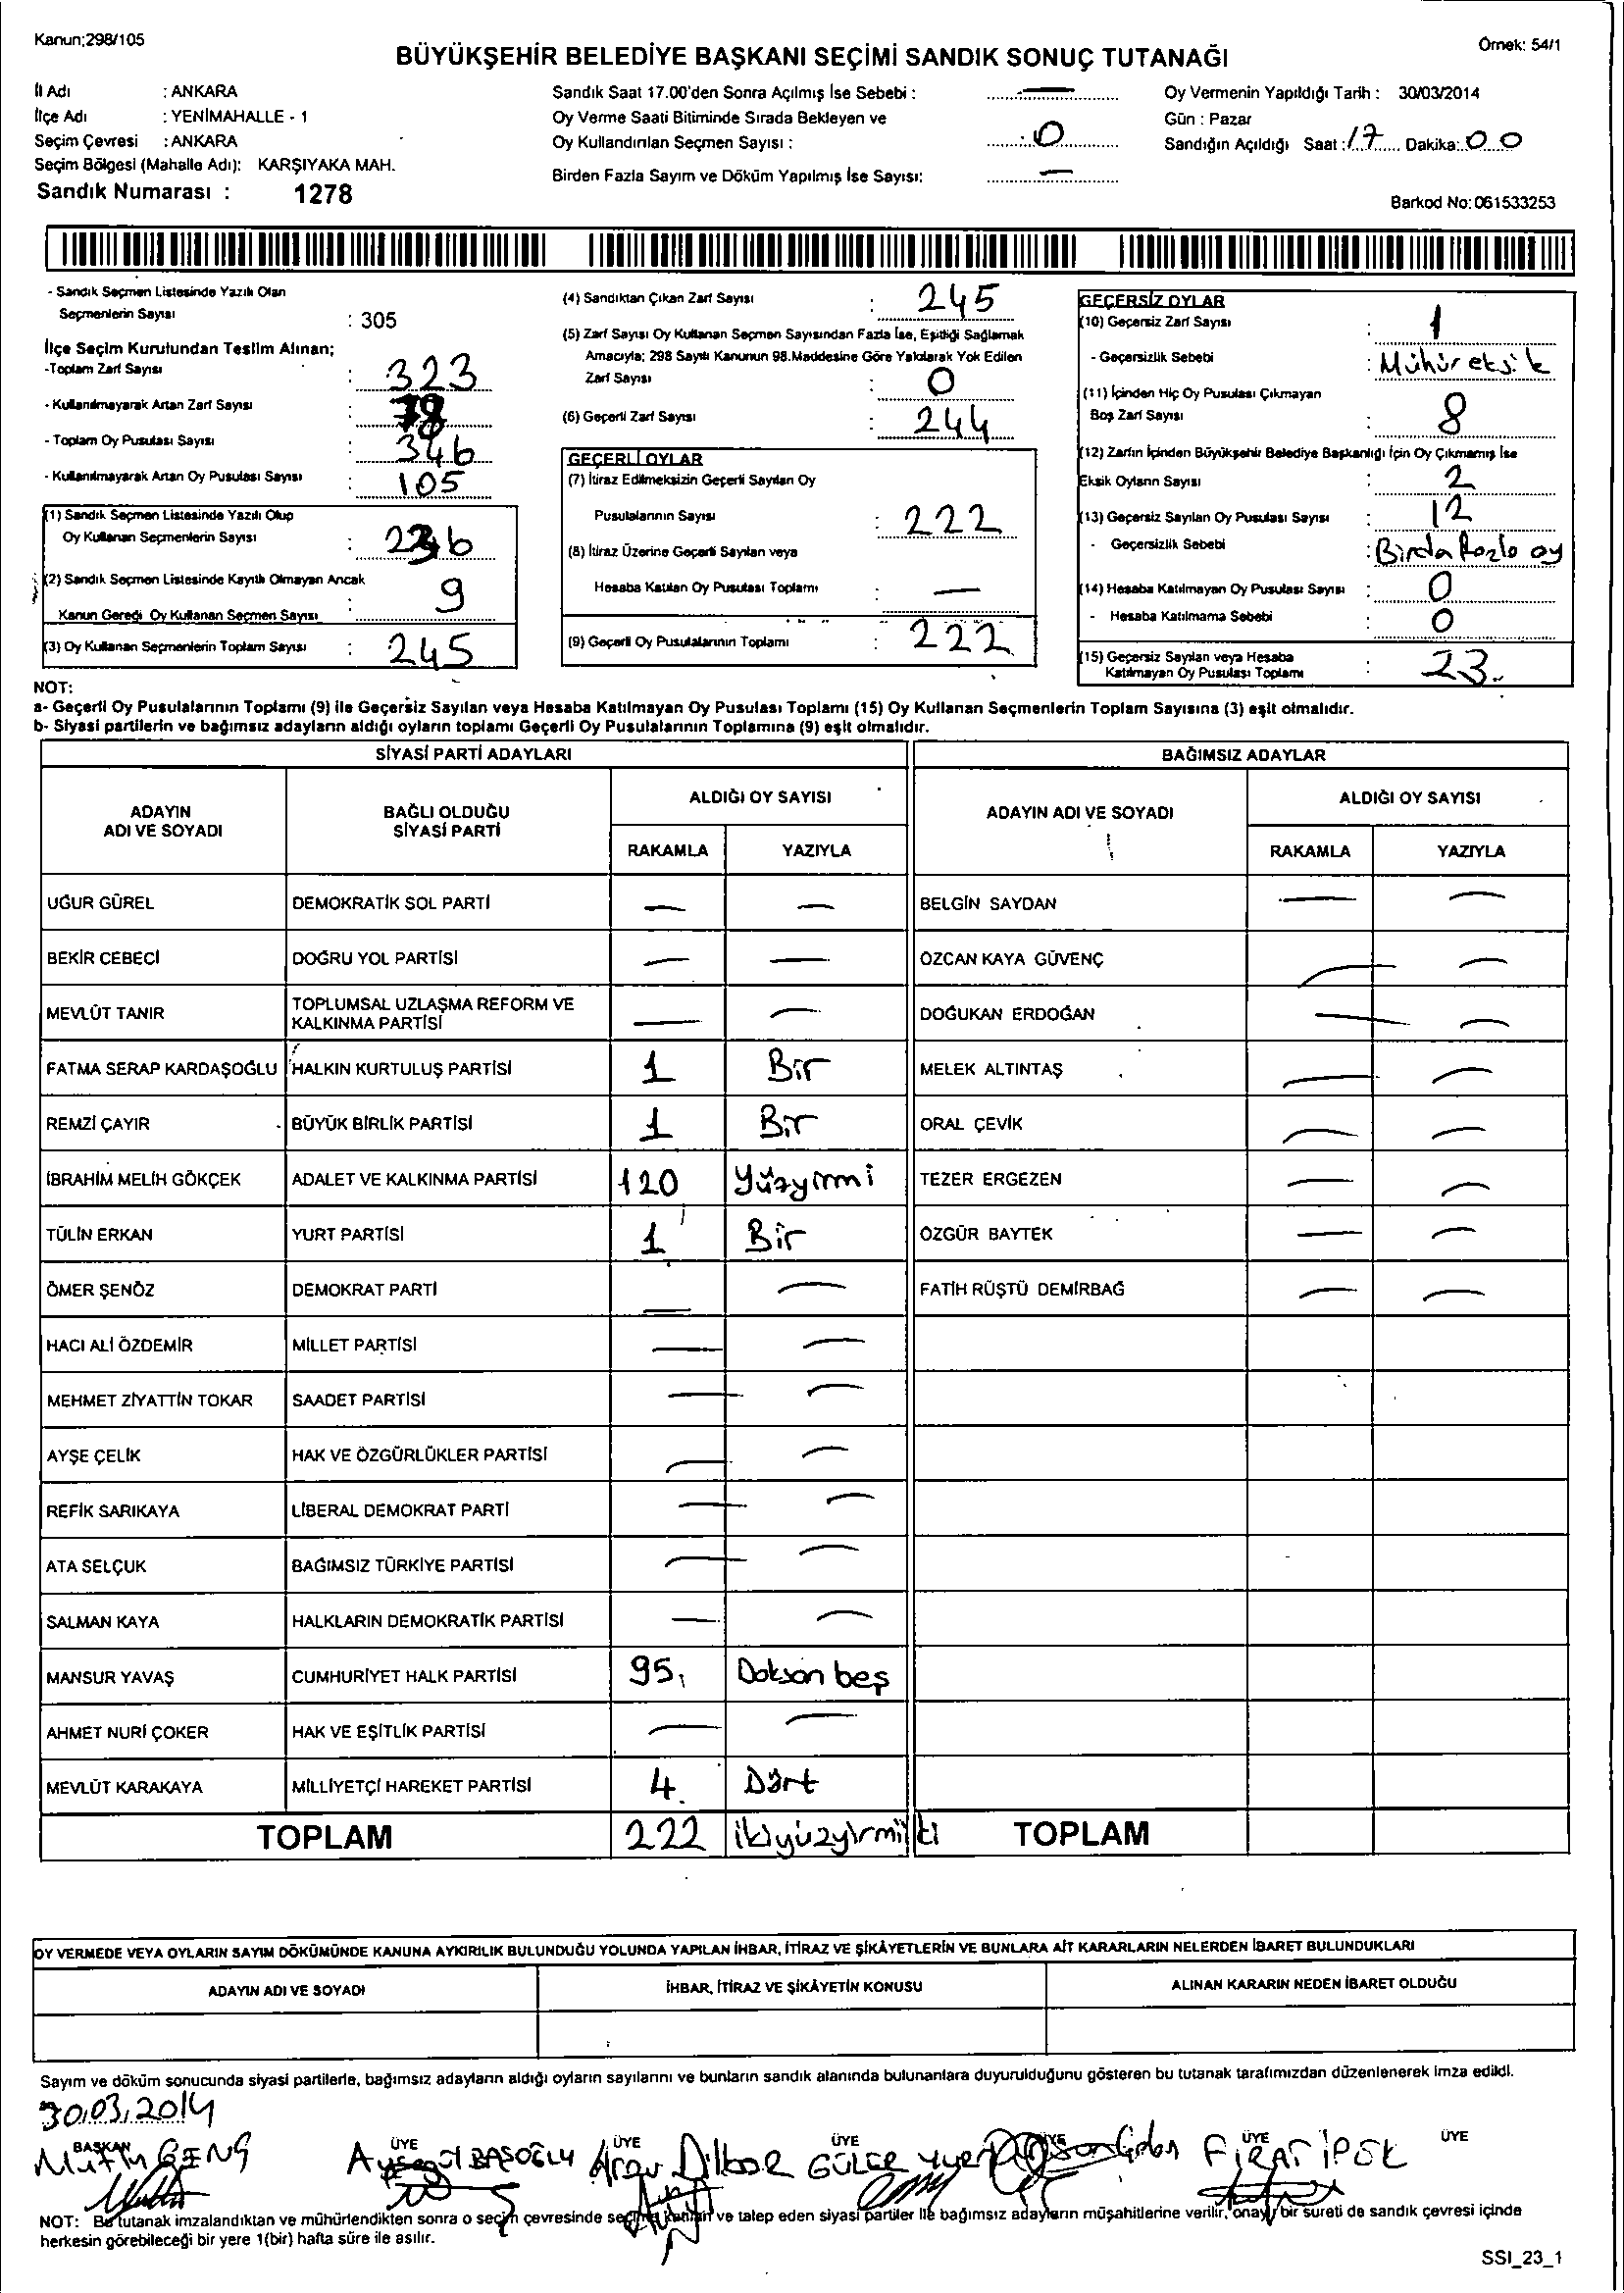 Kanun;298/105
Örnek: 54/1
BÜYÜKŞEHİR BELEDİYE BAŞKANI SEÇİMİ SANDIK SONUÇ TUTANAĞI
İl Adı : ANKARA
İlçe Adı : YENİMAHALLE - 1
Seçim Çevresi : ANKARA
Seçim Bölgesi (Mahalle Adı): KARŞIYAKA MAH.
Sandık Numarası : 1278
Sandık Saat 17.00'den Sonra Açılmış İse Sebebi : —
Oy Verme Saati Bitiminde Sırada Bekleyen ve
Oy Kullandırılan Seçmen Sayısı : 0
Birden Fazla Sayım ve Döküm Yapılmış İse Sayısı: —
Oy Vermenin Yapıldığı Tarih : 30/03/2014
Gün : Pazar
Sandığın Açıldığı Saat : 17 Dakika: 00
Barkod No: 061533253
- Sandık Seçmen Listesinde Yazılı Olan
Seçmenlerin Sayısı : 305
İlçe Seçim Kurulundan Teslim Alınan;
-Toplam Zarf Sayısı : 323
- Kullanılmayarak Artan Zarf Sayısı : 78
- Toplam Oy Pusulası Sayısı : 346
- Kullanılmayarak Artan Oy Pusulası Sayısı : 105
(1) Sandık Seçmen Listesinde Yazılı Olup
Oy Kullanan Seçmenlerin Sayısı : 236
(2) Sandık Seçmen Listesinde Kayıtlı Olmayan Ancak
Kanun Gereği Oy Kullanan Seçmen Sayısı : 9
(3) Oy Kullanan Seçmenlerin Toplam Sayısı : 245
(4) Sandıktan Çıkan Zarf Sayısı : 245
(5) Zarf Sayısı Oy Kullanan Seçmen Sayısından Fazla İse, Eşitliği Sağlamak
Amacıyla; 298 Sayılı Kanunun 98.Maddesine Göre Yakılarak Yok Edilen
Zarf Sayısı : 0
(6) Geçerli Zarf Sayısı : 244
GEÇERLİ OYLAR
(7) İtiraz Edilmeksizin Geçerli Sayılan Oy
Pusulalarının Sayısı : 222
(8) İtiraz Üzerine Geçerli Sayılan veya
Hesaba Katılan Oy Pusulası Toplamı : —
(9) Geçerli Oy Pusulalarının Toplamı : 222
GEÇERSİZ OYLAR
(10) Geçersiz Zarf Sayısı : 1
- Geçersizlik Sebebi : Mühür eksik
(11) İçinden Hiç Oy Pusulası Çıkmayan
Boş Zarf Sayısı : 8
(12) Zarfın İçinden Büyükşehir Belediye Başkanlığı İçin Oy Çıkmamış İse
Eksik Oyların Sayısı : 2
(13) Geçersiz Sayılan Oy Pusulası Sayısı : 12
- Geçersizlik Sebebi : Birda fazla oy
(14) Hesaba Katılmayan Oy Pusulası Sayısı : 0
- Hesaba Katılmama Sebebi : 0
(15) Geçersiz Sayılan veya Hesaba
Katılmayan Oy Pusulası Toplamı : 23.
NOT:
a- Geçerli Oy Pusulalarının Toplamı (9) ile Geçersiz Sayılan veya Hesaba Katılmayan Oy Pusulası Toplamı (15) Oy Kullanan Seçmenlerin Toplam Sayısına (3) eşit olmalıdır.
b- Siyasi partilerin ve bağımsız adayların aldığı oyların toplamı Geçerli Oy Pusulalarının Toplamına (9) eşit olmalıdır.
SİYASİ PARTİ ADAYLARI
ADAYIN ADI VE SOYADI BAĞLI OLDUĞU SİYASİ PARTİ ALDIĞI OY SAYISI
RAKAMLA YAZIYLA
UĞUR GÜREL DEMOKRATİK SOL PARTİ — —
BEKİR CEBECİ DOĞRU YOL PARTİSİ — —
MEVLÜT TANIR TOPLUMSAL UZLAŞMA REFORM VE KALKINMA PARTİSİ — —
FATMA SERAP KARDAŞOĞLU HALKIN KURTULUŞ PARTİSİ 1 Bir
REMZİ ÇAYIR BÜYÜK BİRLİK PARTİSİ 1 Bir
İBRAHİM MELİH GÖKÇEK ADALET VE KALKINMA PARTİSİ 120 Yüzyirmi
TÜLİN ERKAN YURT PARTİSİ 1 Bir
ÖMER ŞENÖZ DEMOKRAT PARTİ — —
HACI ALİ ÖZDEMİR MİLLET PARTİSİ — —
MEHMET ZİYATTİN TOKAR SAADET PARTİSİ — —
AYŞE ÇELİK HAK VE ÖZGÜRLÜKLER PARTİSİ — —
REFİK SARIKAYA LİBERAL DEMOKRAT PARTİ — —
ATA SELÇUK BAĞIMSIZ TÜRKİYE PARTİSİ — —
SALMAN KAYA HALKLARIN DEMOKRATİK PARTİSİ — —
MANSUR YAVAŞ CUMHURİYET HALK PARTİSİ 95 Doksan beş
AHMET NURİ ÇOKER HAK VE EŞİTLİK PARTİSİ — —
MEVLÜT KARAKAYA MİLLİYETÇİ HAREKET PARTİSİ 4 Dört
TOPLAM 222 ikiyüzyirmiki
BAĞIMSIZ ADAYLAR
ADAYIN ADI VE SOYADI ALDIĞI OY SAYISI
RAKAMLA YAZIYLA
BELGİN SAYDAN — —
ÖZCAN KAYA GÜVENÇ — —
DOĞUKAN ERDOĞAN — —
MELEK ALTINTAŞ — —
ORAL ÇEVİK — —
TEZER ERGEZEN — —
ÖZGÜR BAYTEK — —
FATİH RÜŞTÜ DEMİRBAĞ — —
TOPLAM
OY VERMEDE VEYA OYLARIN SAYIM DÖKÜMÜNDE KANUNA AYKIRILIK BULUNDUĞU YOLUNDA YAPILAN İHBAR, İTİRAZ VE ŞİKÂYETLERİN VE BUNLARA AİT KARARLARIN NELERDEN İBARET BULUNDUKLARI
ADAYIN ADI VE SOYADI İHBAR, İTİRAZ VE ŞİKÂYETİN KONUSU ALINAN KARARIN NEDEN İBARET OLDUĞU
Sayım ve döküm sonucunda siyasi partilerle, bağımsız adayların aldığı oyların sayılarını ve bunların sandık alanında bulunanlara duyurulduğunu gösteren bu tutanak tarafımızdan düzenlenerek imza edildi.
30.03.2014
BAŞKAN ÜYE ÜYE ÜYE ÜYE ÜYE ÜYE
GENÇ BAŞOĞLU Dilber GÜLER FIRAT İPEK
NOT: Bu tutanak imzalandıktan ve mühürlendikten sonra o seçim çevresinde seçime katılan ve talep eden siyasi partiler ile bağımsız adayların müşahitlerine verilir, onaylı bir sureti de sandık çevresi içinde
herkesin görebileceği bir yere 1(bir) hafta süre ile asılır.
SSI_23_1